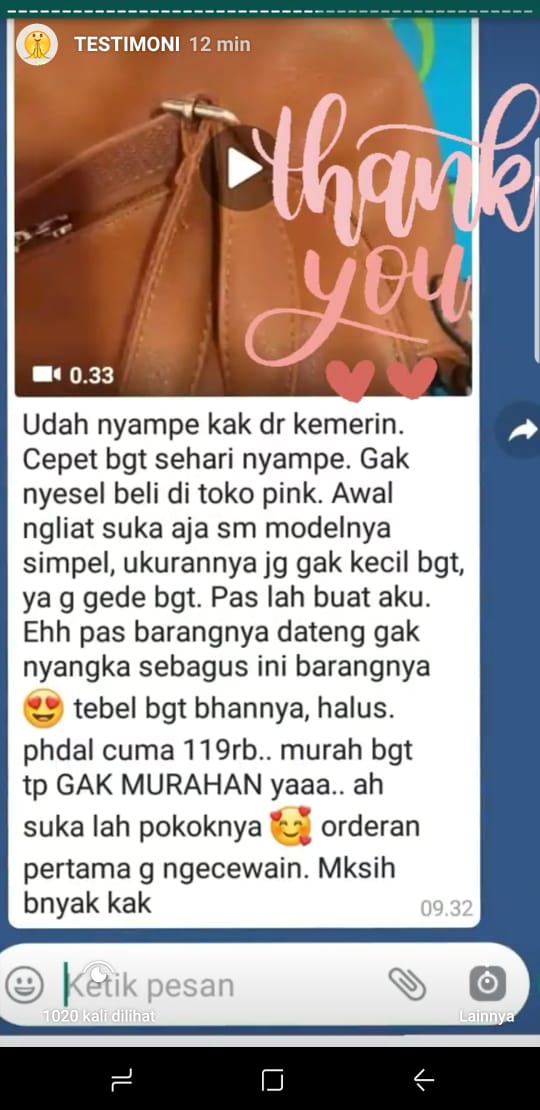 TESTIMONI 12 min
thank
you
0.33
Udah nyampe kak dr kemerin.
Cepet bgt sehari nyampe. Gak
nyesel beli di toko pink. Awal
ngliat suka aja sm modelnya
simpel, ukurannya jg gak kecil bgt,
ya g gede bgt. Pas lah buat aku.
Ehh pas barangnya dateng gak
nyangka sebagus ini barangnya
😍 tebel bgt bhannya, halus.
phdal cuma 119rb.. murah bgt
tp GAK MURAHAN yaaa.. ah
suka lah pokoknya 🥰 orderan
pertama g ngecewain. Mksih
bnyak kak
09.32
Ketik pesan
1020 kali dilihat
Lainnya